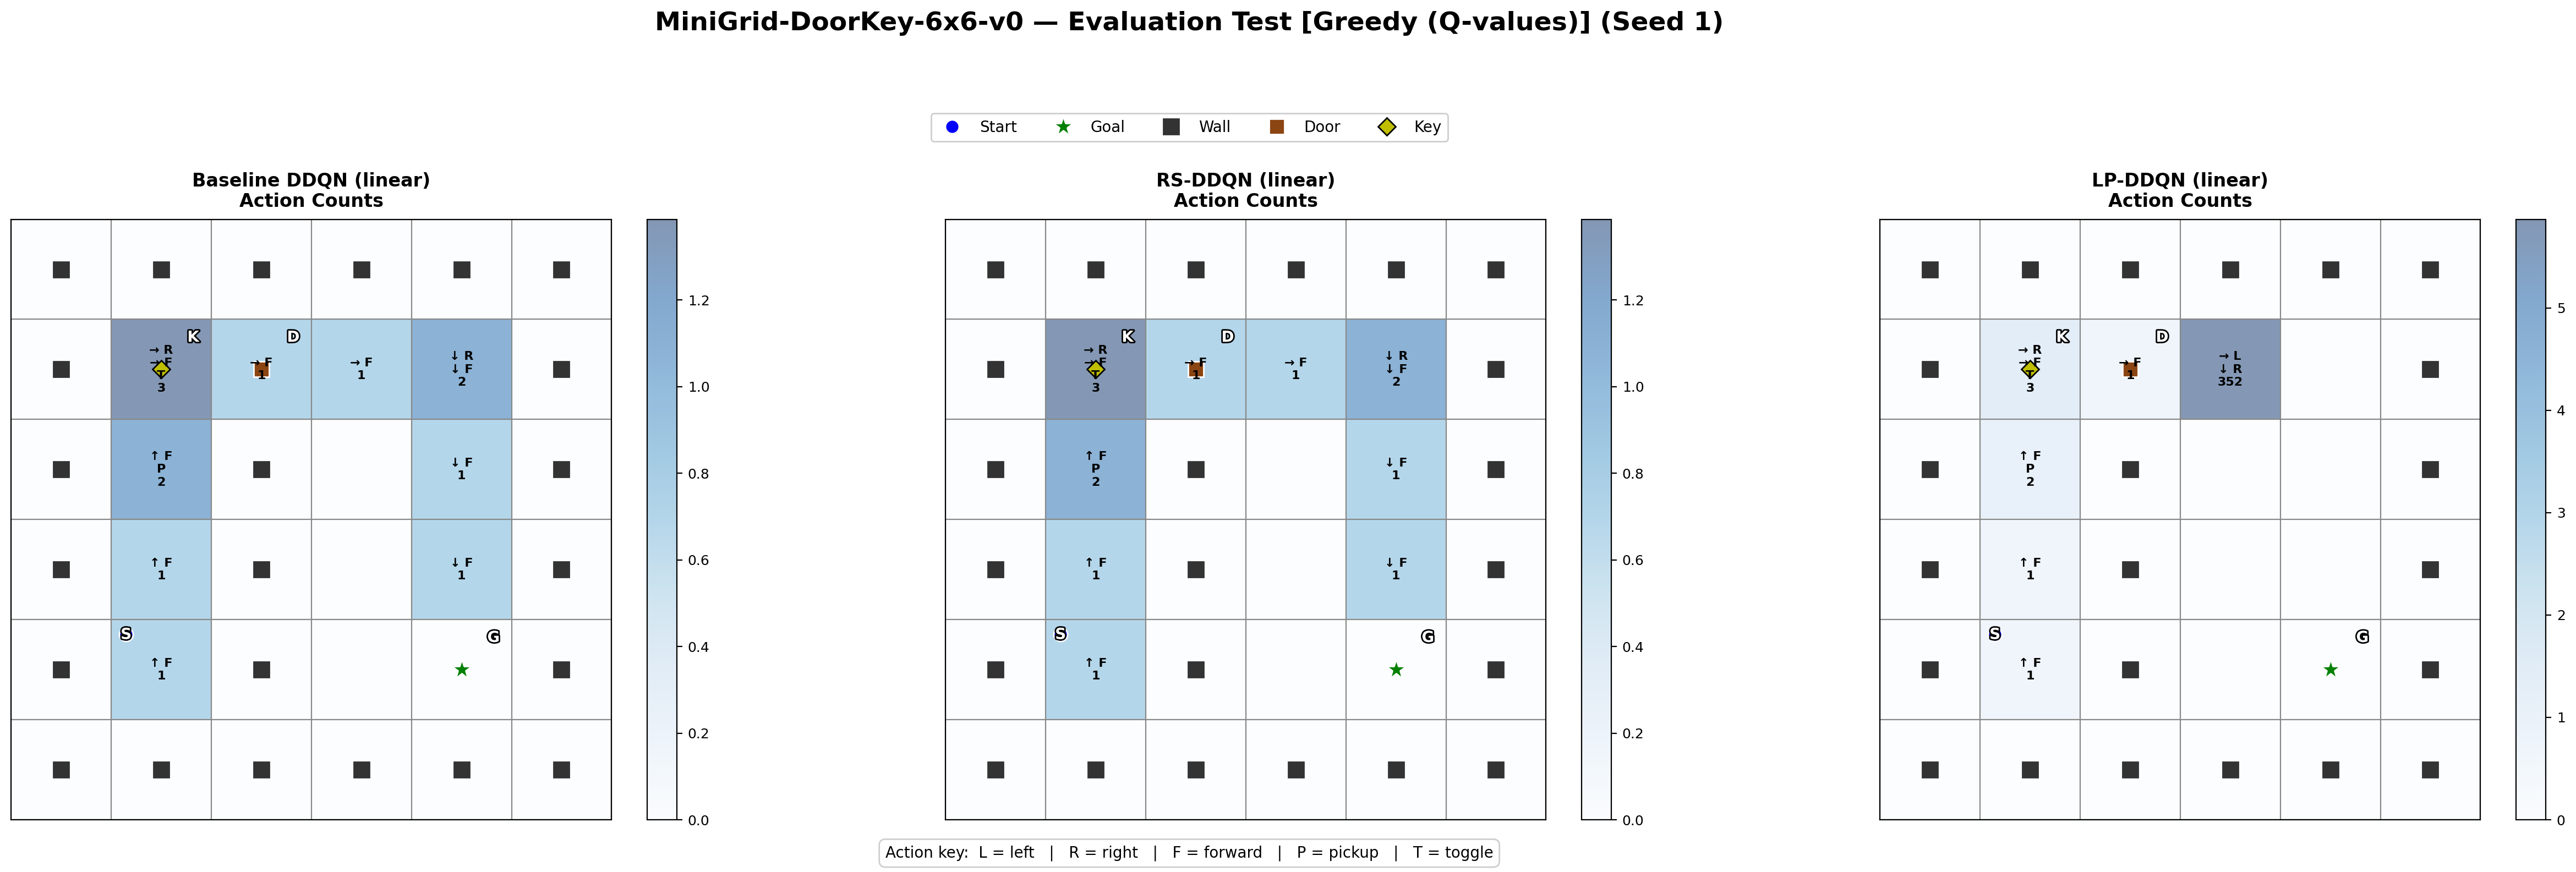 MiniGrid-DoorKey-6x6-v0 — Evaluation Test [Greedy (Q-values)] (Seed 1)
Start Goal Wall Door Key
Baseline DDQN (linear)
Action Counts
K
D
→ R
→ F
T
3
→ F
1
→ F
1
↓ R
↓ F
2
↑ F
P
2
↓ F
1
↑ F
1
↓ F
1
S
↑ F
1
G
1.2
1.0
0.8
0.6
0.4
0.2
0.0
RS-DDQN (linear)
Action Counts
K
D
→ R
→ F
T
3
→ F
1
→ F
1
↓ R
↓ F
2
↑ F
P
2
↓ F
1
↑ F
1
↓ F
1
S
↑ F
1
G
1.2
1.0
0.8
0.6
0.4
0.2
0.0
LP-DDQN (linear)
Action Counts
K
D
→ R
→ F
T
3
→ F
1
→ L
↓ R
352
↑ F
P
2
↑ F
1
S
↑ F
1
G
5
4
3
2
1
0
Action key: L = left | R = right | F = forward | P = pickup | T = toggle